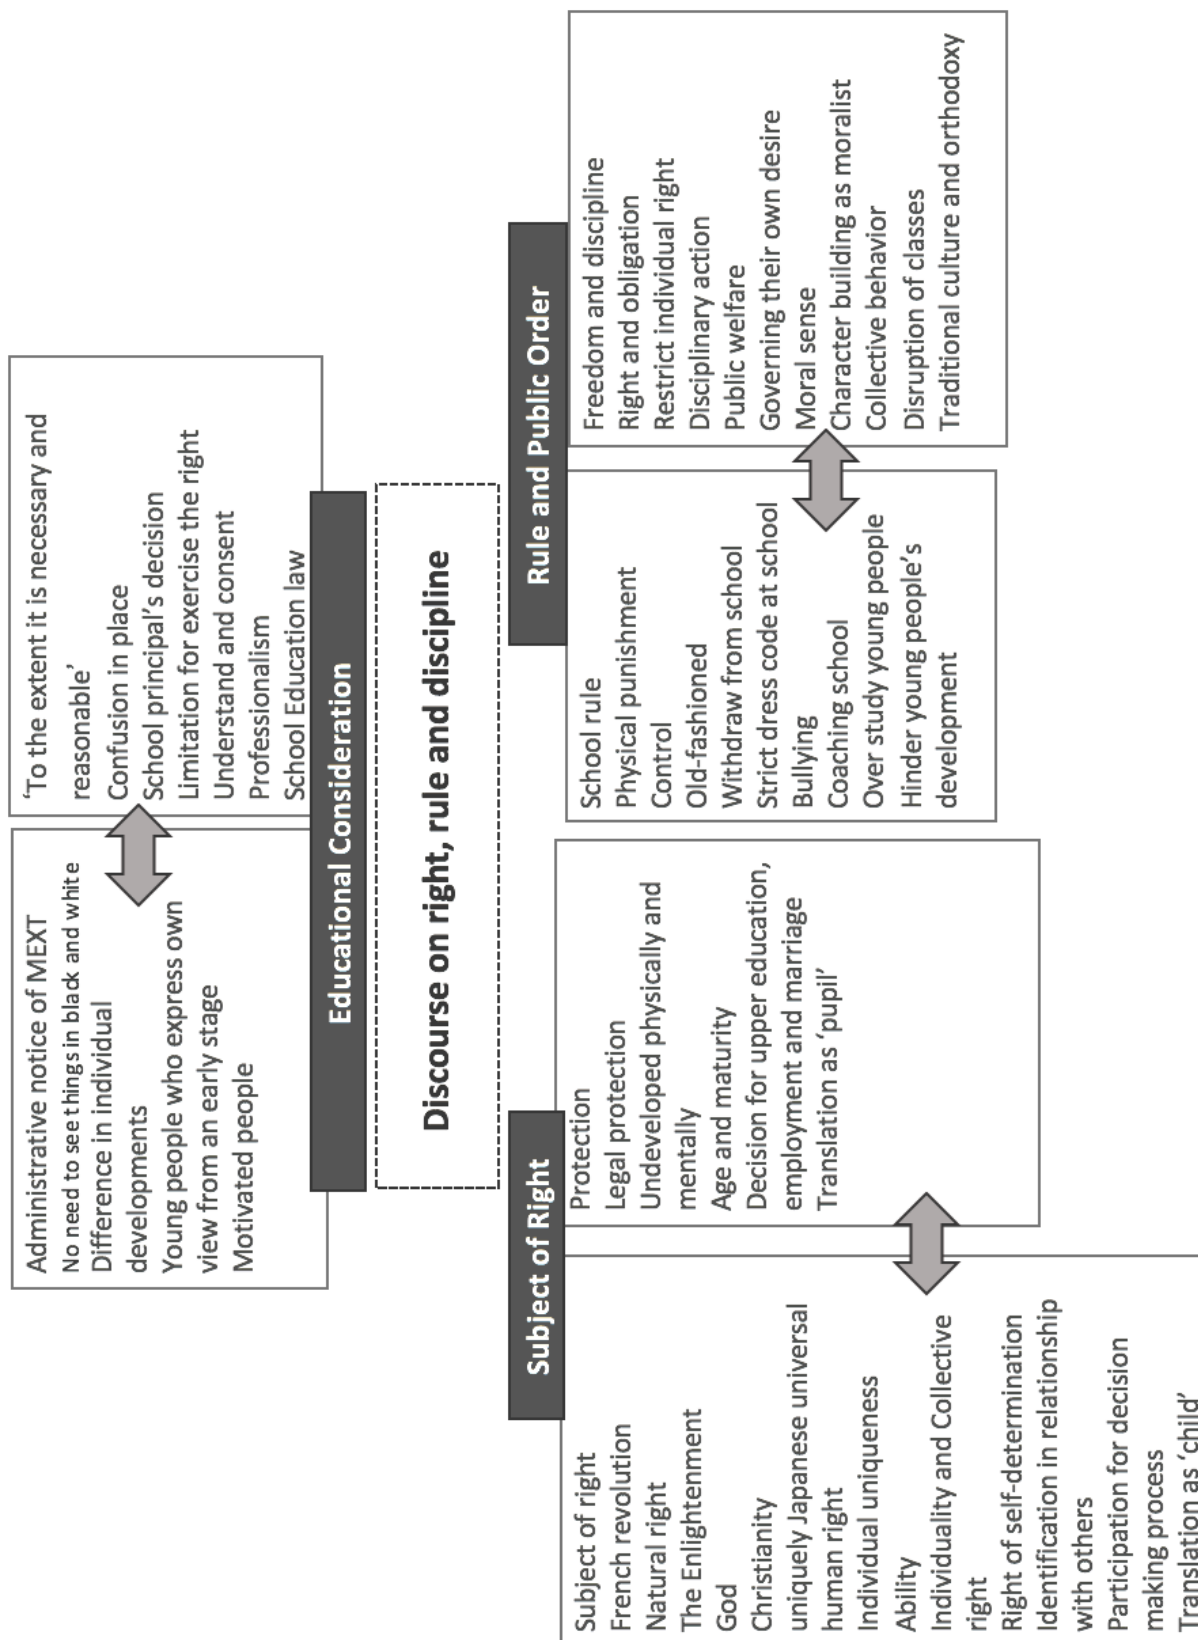 Administrative notice of MEXT
No need to see things in black and white
Difference in individual
developments
Young people who express own
view from an early stage
Motivated people
‘To the extent it is necessary and
reasonable’
Confusion in place
School principal’s decision
Limitation for exercise the right
Understand and consent
Professionalism
School Education law
Educational Consideration
Discourse on right, rule and discipline
Subject of Right
Subject of right
French revolution
Natural right
The Enlightenment
God
Christianity
uniquely Japanese universal
human right
Individual uniqueness
Ability
Individuality and Collective
right
Right of self-determination
Identification in relationship
with others
Participation for decision
making process
Translation as ‘child’
Protection
Legal protection
Undeveloped physically and
mentally
Age and maturity
Decision for upper education,
employment and marriage
Translation as ‘pupil’
Rule and Public Order
School rule
Physical punishment
Control
Old-fashioned
Withdraw from school
Strict dress code at school
Bullying
Coaching school
Over study young people
Hinder young people’s
development
Freedom and discipline
Right and obligation
Restrict individual right
Disciplinary action
Public welfare
Governing their own desire
Moral sense
Character building as moralist
Collective behavior
Disruption of classes
Traditional culture and orthodoxy